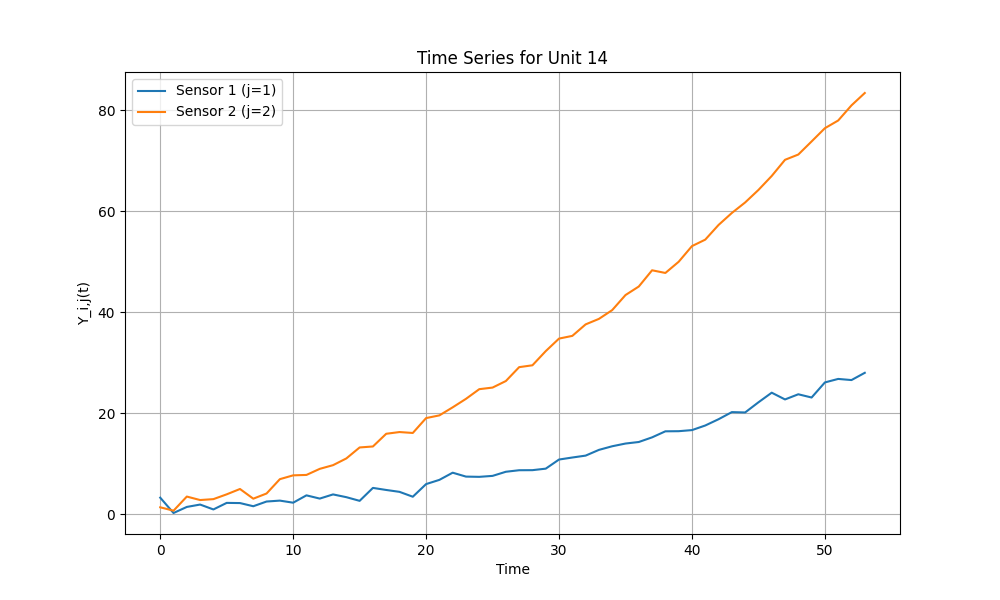 Time Series for Unit 14
Sensor 1 (j=1)
Sensor 2 (j=2)
Y_i,j(t)
80
60
40
20
0
0 10 20 30 40 50
Time